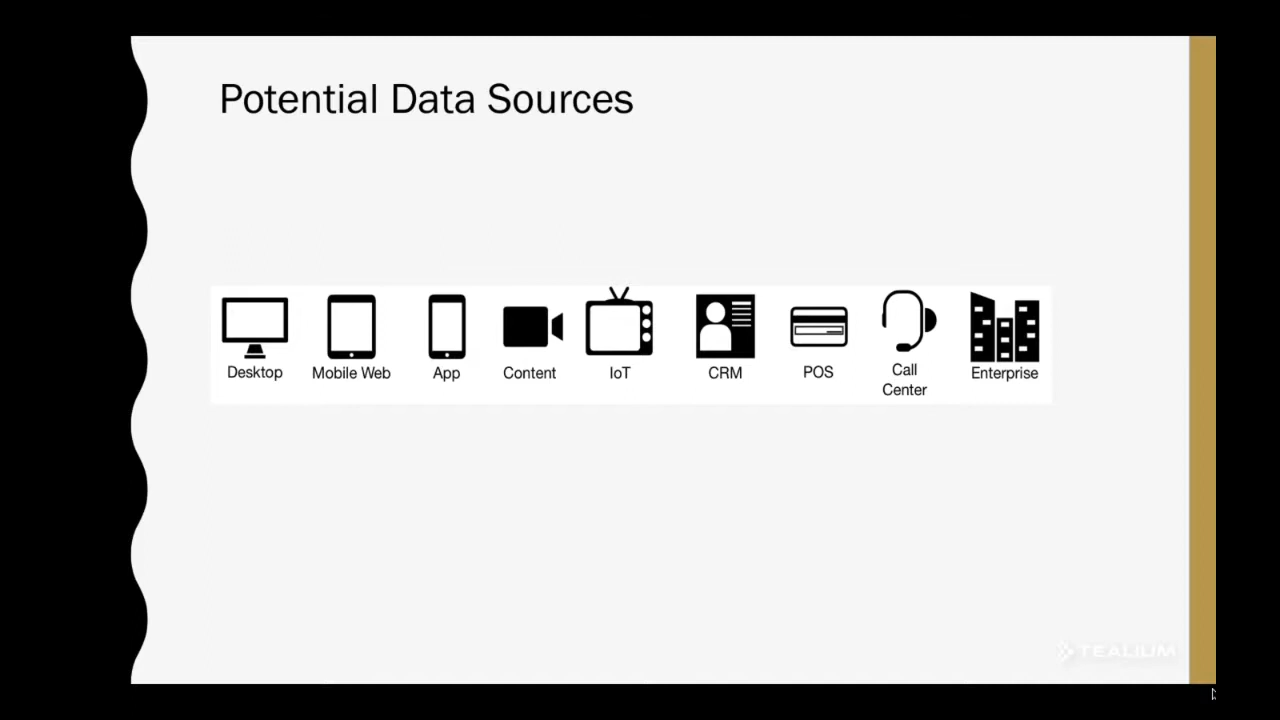 Potential Data Sources
Desktop
Mobile Web
App
Content
IoT
CRM
POS
Call
Center
Enterprise
TEALIUM